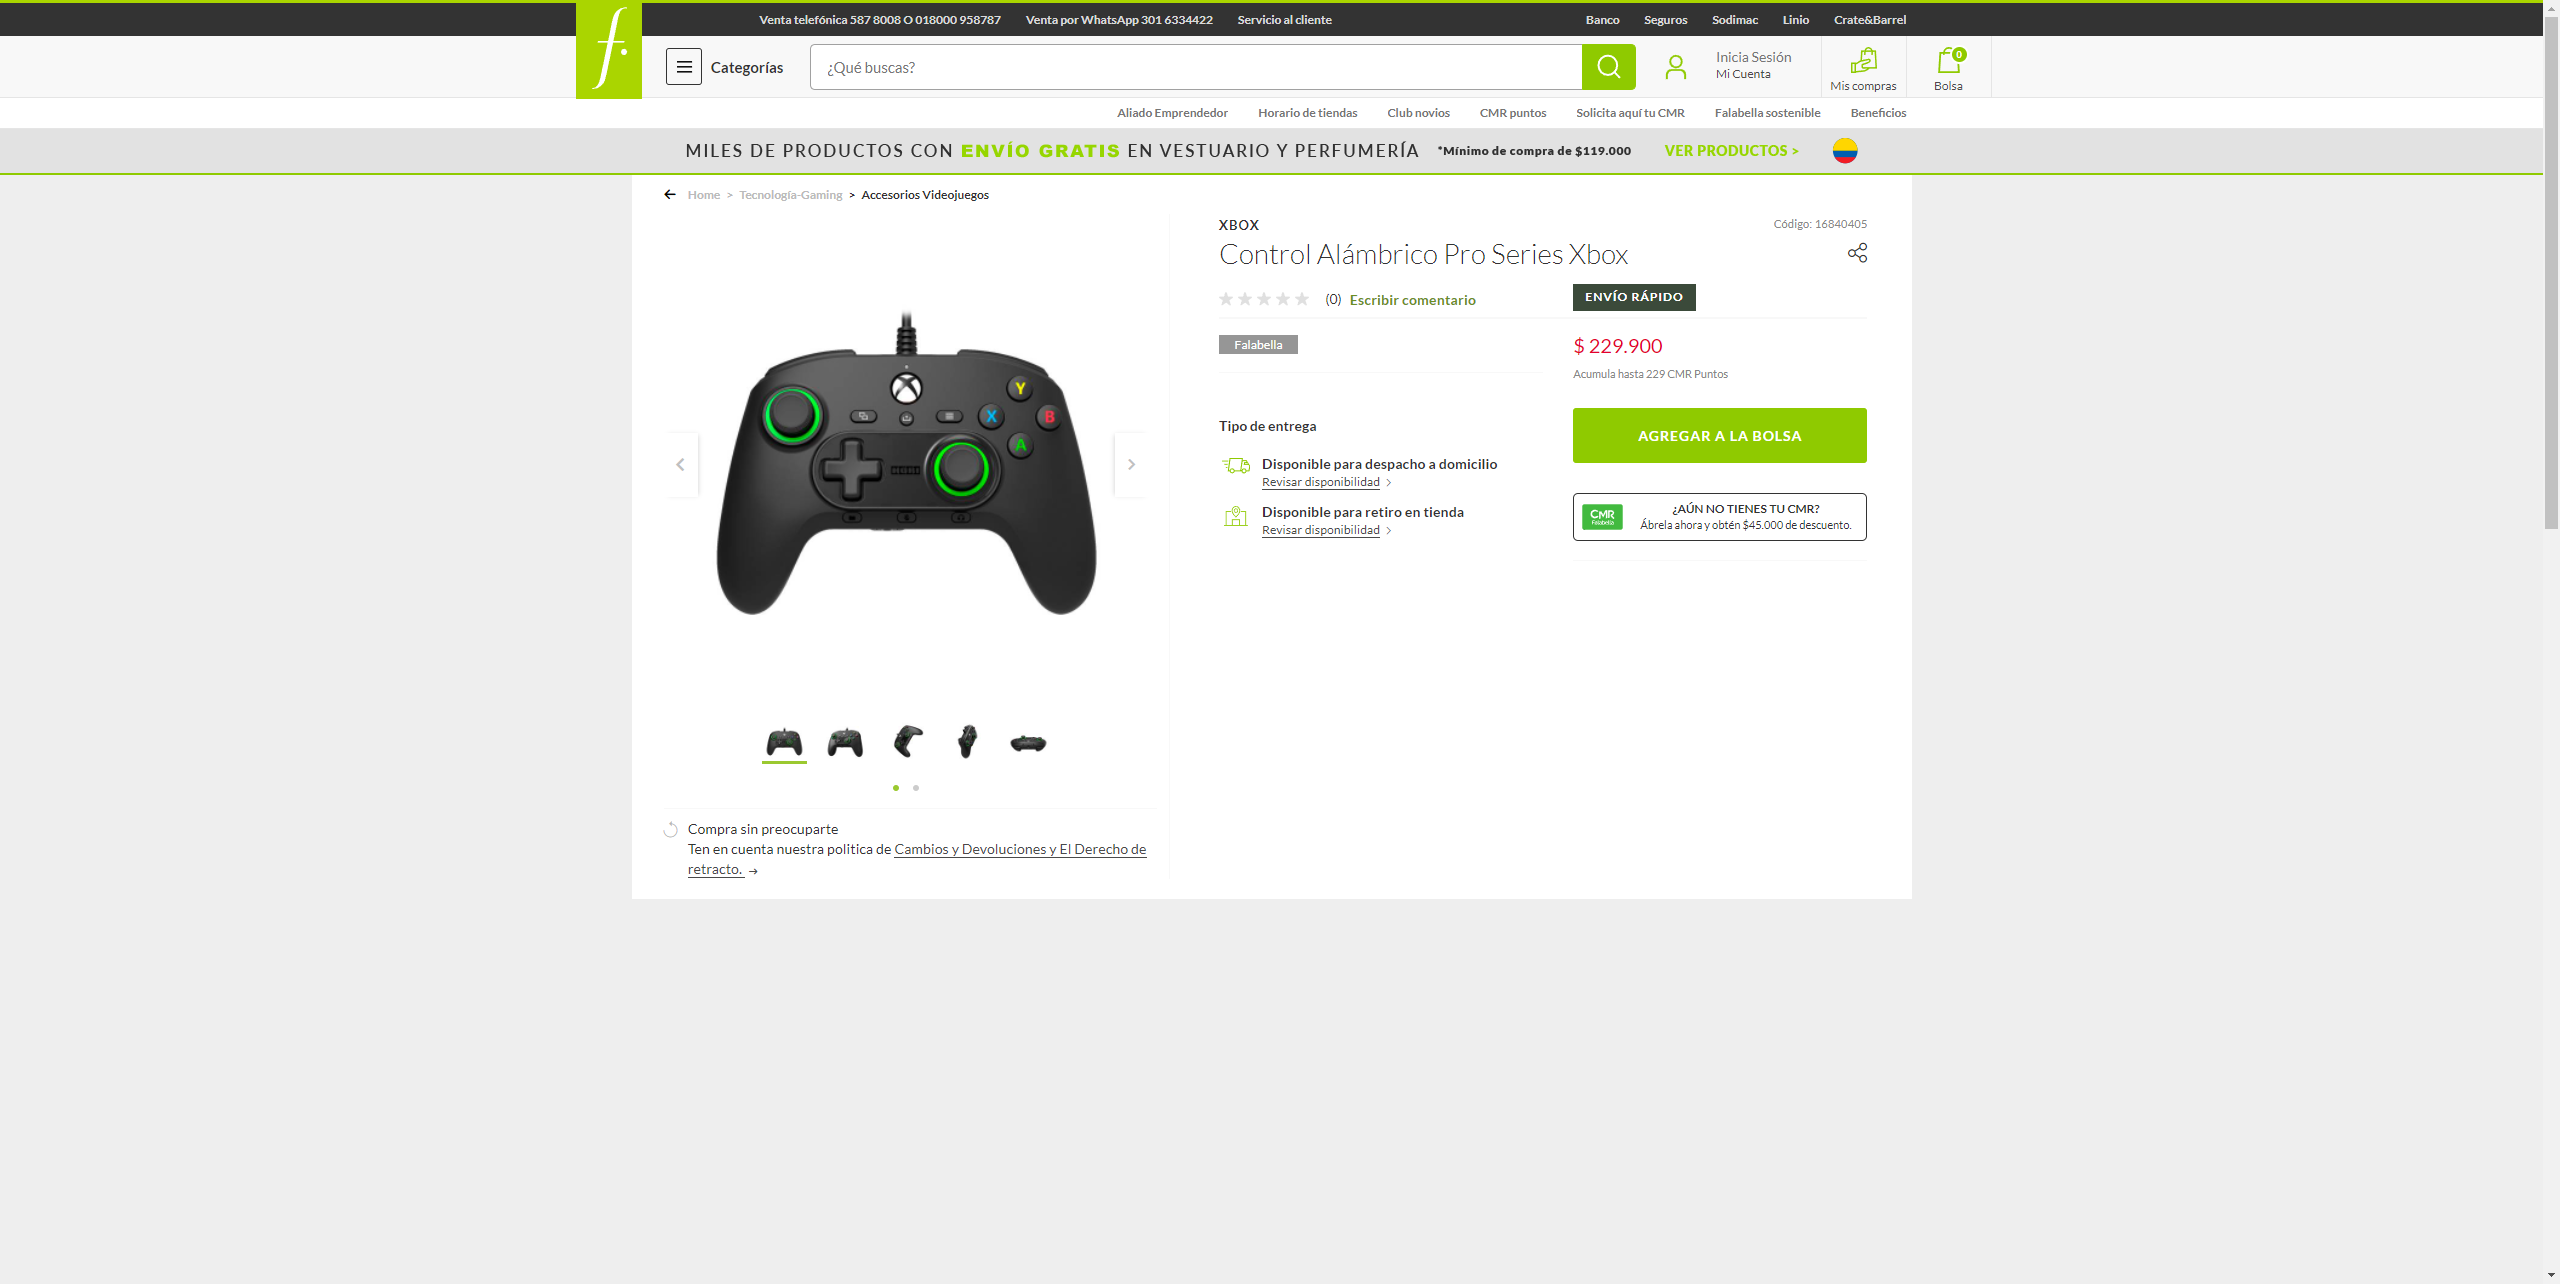 Venta telefónica 587 8008 O 018000 958787 Venta por WhatsApp 301 6334422 Servicio al cliente Banco Seguros Sodimac Linio Crate&Barrel
f.
Categorías
¿Qué buscas?
Inicia Sesión
Mi Cuenta
Mis compras
0
Bolsa
Aliado Emprendedor Horario de tiendas Club novios CMR puntos Solicita aquí tu CMR Falabella sostenible Beneficios
MILES DE PRODUCTOS CON ENVÍO GRATIS EN VESTUARIO Y PERFUMERÍA *Mínimo de compra de $119.000 VER PRODUCTOS >
Home > Tecnología-Gaming > Accesorios Videojuegos
XBOX
Código: 16840405
Control Alámbrico Pro Series Xbox
(0) Escribir comentario
ENVÍO RÁPIDO
Falabella
$ 229.900
Acumula hasta 229 CMR Puntos
Tipo de entrega
AGREGAR A LA BOLSA
Disponible para despacho a domicilio
Revisar disponibilidad >
Disponible para retiro en tienda
Revisar disponibilidad >
CMR
Falabella
¿AÚN NO TIENES TU CMR?
Ábrela ahora y obtén $45.000 de descuento.
Y
X
B
A
HORI
Compra sin preocuparte
Ten en cuenta nuestra politica de Cambios y Devoluciones y El Derecho de
retracto. →